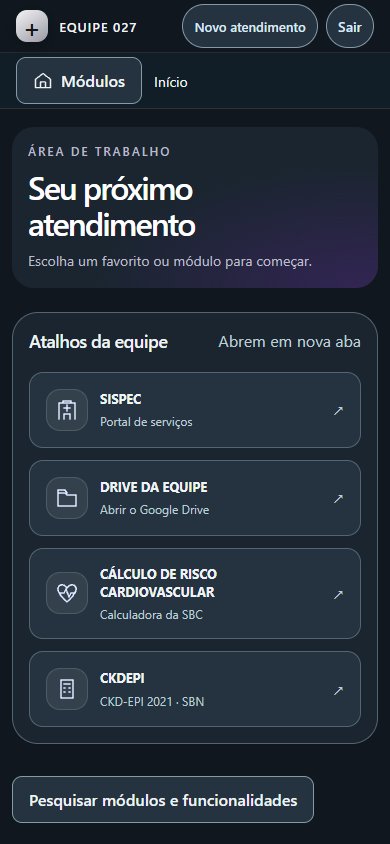 EQUIPE 027
Novo atendimento
Sair
Módulos
Início
ÁREA DE TRABALHO
Seu próximo
atendimento
Escolha um favorito ou módulo para começar.
Atalhos da equipe
Abrem em nova aba
SISPEC
Portal de serviços
↗
DRIVE DA EQUIPE
Abrir o Google Drive
↗
CÁLCULO DE RISCO
CARDIOVASCULAR
Calculadora da SBC
↗
CKDEPI
CKD-EPI 2021 · SBN
↗
Pesquisar módulos e funcionalidades